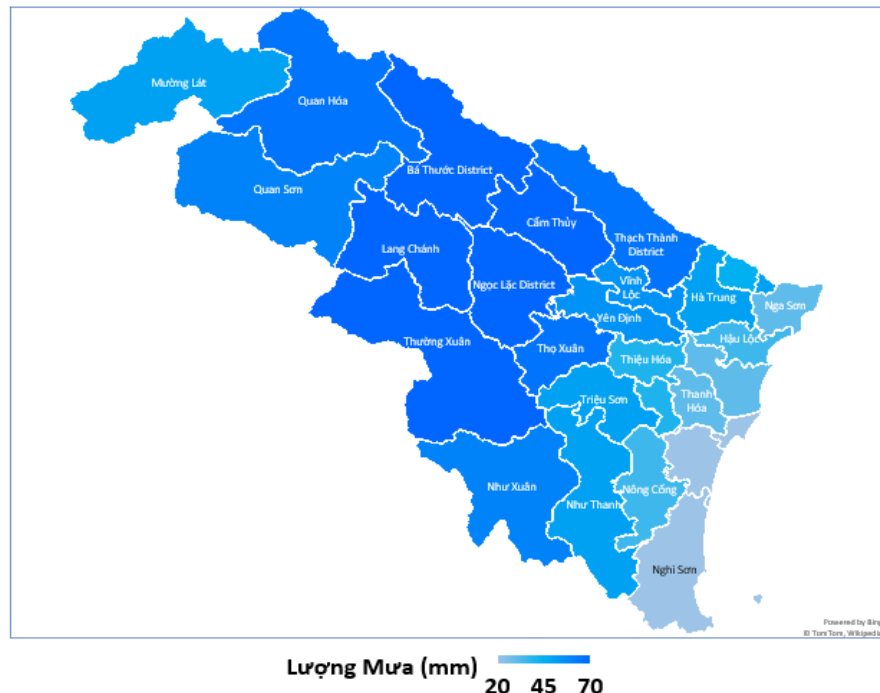 Mường Lát
Quan Hóa
Bá Thước District
Quan Sơn
Cẩm Thủy
Thạch Thành
District
Lang Chánh
Ngọc Lặc District
Vĩnh
Lộc
Hà Trung
Nga Sơn
Yên Định
Hậu Lộc
Thường Xuân
Thọ Xuân
Thiệu Hóa
Triệu Sơn
Thanh
Hóa
Như Xuân
Nông Cống
Như Thanh
Nghi Sơn
Powered by Bing
© TomTom, Wikipedia
Lượng Mưa (mm)
20 45 70